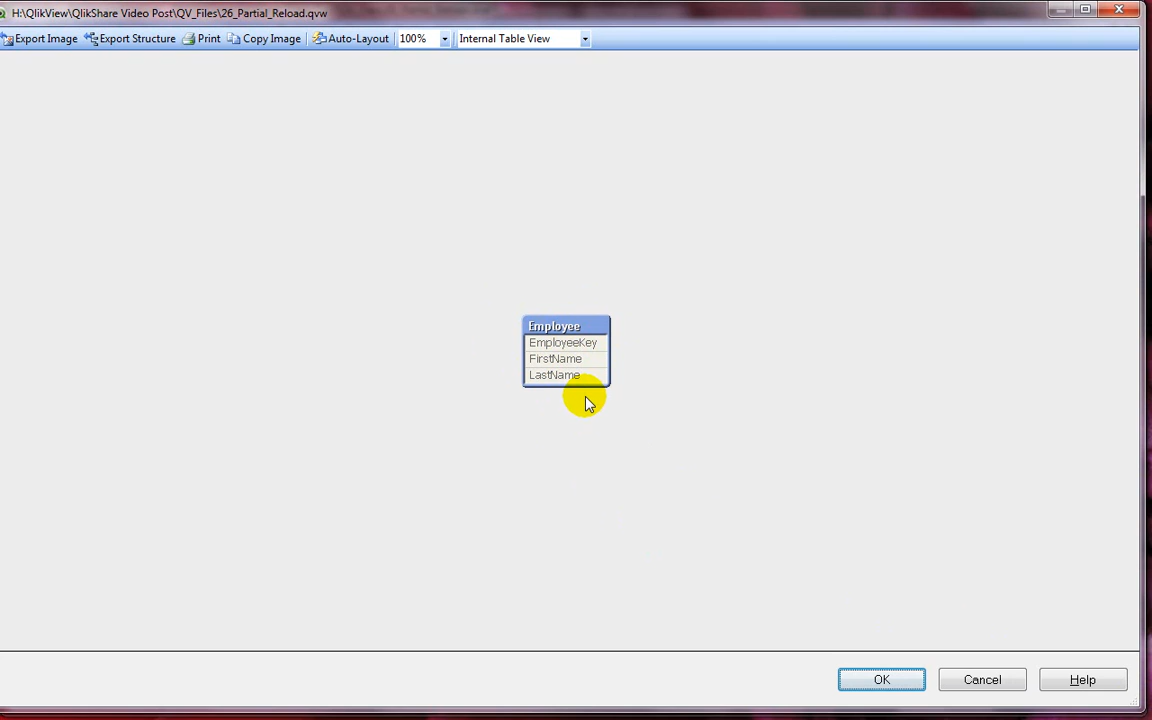 H:\QlikView\QlikShare Video Post\QV_Files\26_Partial_Reload.qvw
Export Image Export Structure Print Copy Image Auto-Layout 100% Internal Table View
Employee
EmployeeKey
FirstName
LastName
OK Cancel Help